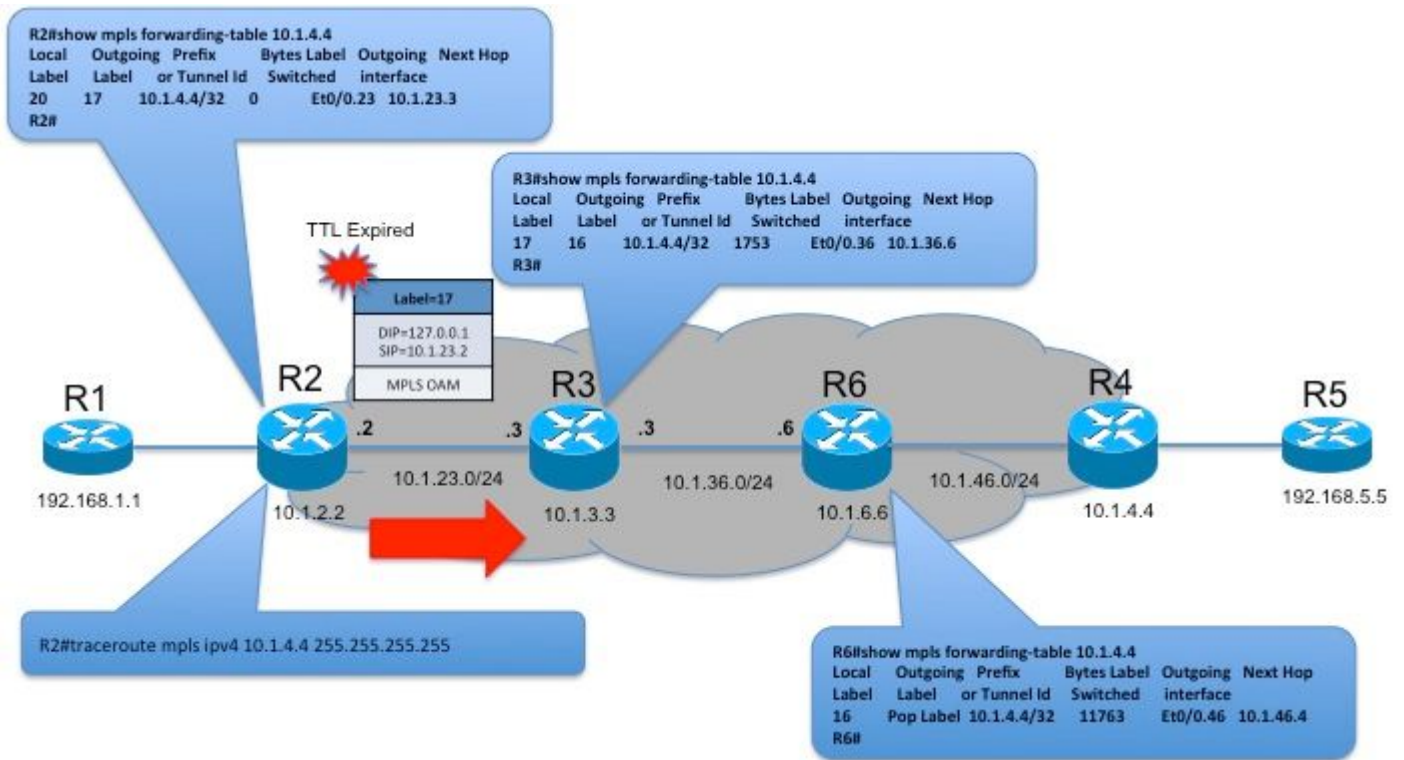 R2#show mpls forwarding-table 10.1.4.4
Local Outgoing Prefix Bytes Label Outgoing Next Hop
Label Label or Tunnel Id Switched interface
20 17 10.1.4.4/32 0 Et0/0.23 10.1.23.3
R2#
R3#show mpls forwarding-table 10.1.4.4
Local Outgoing Prefix Bytes Label Outgoing Next Hop
Label Label or Tunnel Id Switched interface
17 16 10.1.4.4/32 1753 Et0/0.36 10.1.36.6
R3#
TTL Expired
Label=17
DIP=127.0.0.1
SIP=10.1.23.2
MPLS OAM
R1
R2
R3
R6
R4
R5
.2
.3
.3
.6
10.1.23.0/24
10.1.36.0/24
10.1.46.0/24
192.168.1.1
10.1.2.2
10.1.3.3
10.1.6.6
10.1.4.4
192.168.5.5
R2#traceroute mpls ipv4 10.1.4.4 255.255.255.255
R6#show mpls forwarding-table 10.1.4.4
Local Outgoing Prefix Bytes Label Outgoing Next Hop
Label Label or Tunnel Id Switched interface
16 Pop Label 10.1.4.4/32 11763 Et0/0.46 10.1.46.4
R6#